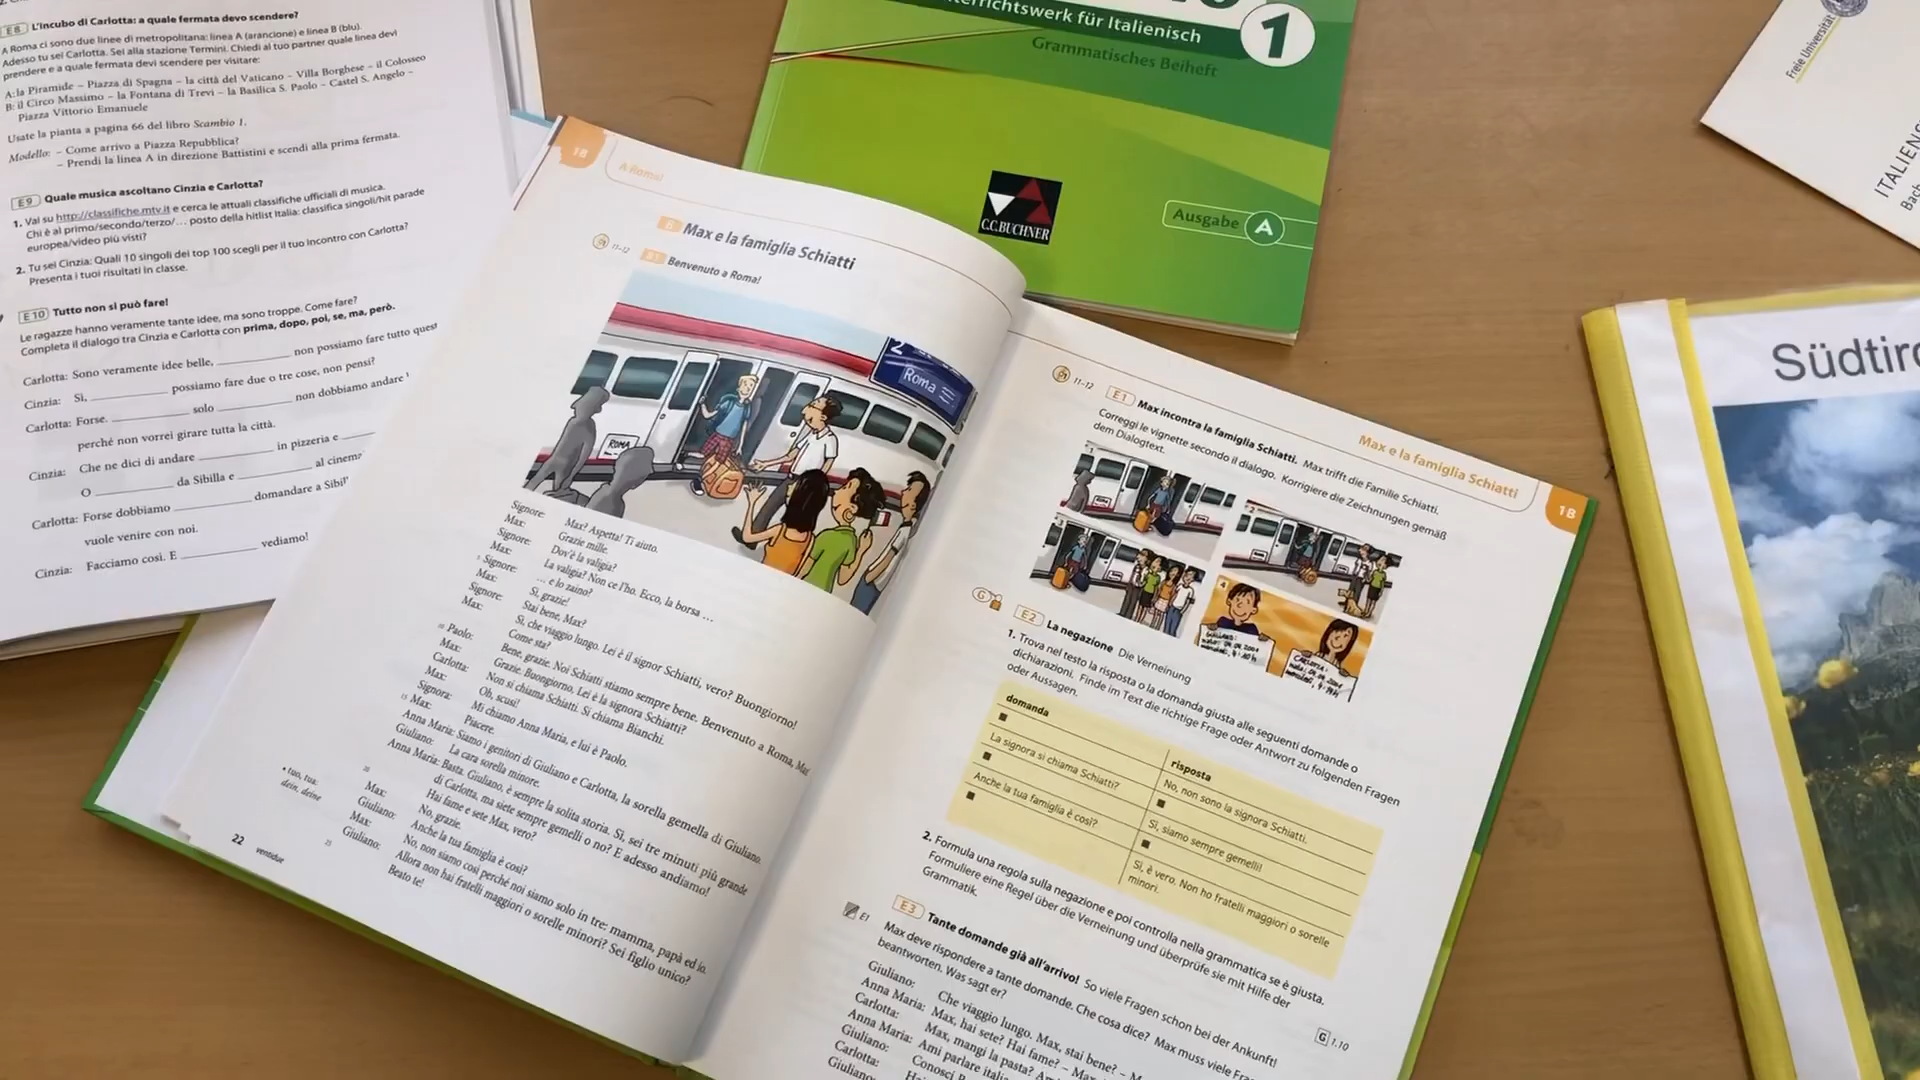 E8 L'incubo di Carlotta: a quale fermata devo scendere?
A Roma ci sono due linee di metropolitana: linea A (arancione) e linea B (blu).
Adesso tu sei Carlotta. Sei alla stazione Termini. Chiedi al tuo partner quale linea devi
prendere e a quale fermata devi scendere per visitare:
A: la Piramide – Piazza di Spagna – la città del Vaticano – Villa Borghese – il Colosseo
B: il Circo Massimo – la Fontana di Trevi – la Basilica S. Paolo – Castel S. Angelo –
Piazza Vittorio Emanuele
Usate la pianta a pagina 66 del libro Scambio 1.
Modello: – Come arrivo a Piazza Repubblica?
– Prendi la linea A in direzione Battistini e scendi alla prima fermata.
E9 Quale musica ascoltano Cinzia e Carlotta?
1. Vai su http://classifiche.mtv.it e cerca le attuali classifiche ufficiali di musica.
Chi è al primo/secondo/terzo/... posto della hitlist Italia: classifica singoli/hit parade
europea/video più visti?
2. Tu sei Cinzia: Quali 10 singoli dei top 100 scegli per il tuo incontro con Carlotta?
Presenta i tuoi risultati in classe.
E10 Tutto non si può fare!
Le ragazze hanno veramente tante idee, ma sono troppe. Come fare?
Completa il dialogo tra Cinzia e Carlotta con prima, dopo, poi, se, ma, però.
Carlotta: Sono veramente idee belle, ________ non possiamo fare tutto
Cinzia: Sì, ________ possiamo fare due o tre cose, non pensi?
Carlotta: Forse. ________ solo ________ non dobbiamo andare
perché non vorrei girare tutta la città.
Cinzia: Che ne dici di andare ________ in pizzeria e
O ________ da Sibilla e ________ al cinema
Carlotta: Forse dobbiamo ________ domandare a
vuole venire con noi.
Cinzia: Facciamo così. E ________ vediamo!
1
für Italienisch
Grammatisches Beiheft
C.C.BUCHNER
Ausgabe A
Freie Universität
18
A Roma!
B Max e la famiglia Schiatti
11–12 B1 Benvenuto a Roma!
2
Roma
ROMA
Signore: Max? Aspetta! Ti aiuto.
Max: Grazie mille.
Signore: Dov'è la valigia?
Max: La valigia? Non ce l'ho. Ecco, la borsa ...
5 Signore: ... e lo zaino?
Max: Sì, grazie!
Signore: Stai bene, Max?
Max: Sì, che viaggio lungo. Lei è il signor Schiatti, vero? Buongiorno!
Come sta?
10 Paolo: Bene, grazie. Noi Schiatti stiamo sempre bene. Benvenuto a Roma, Max
Max: Grazie. Buongiorno. Lei è la signora Schiatti?
Carlotta: Non si chiama Schiatti. Si chiama Bianchi.
Max: Oh, scusi!
Signora: Mi chiamo Anna Maria, e lui è Paolo.
15 Max: Piacere.
Anna Maria: Siamo i genitori di Giuliano e Carlotta, la sorella gemella di Giuliano.
Giuliano: La cara sorella minore.
Anna Maria: Basta. Giuliano, è sempre la solita storia. Sì, sei tre minuti più grande
di Carlotta, ma siete sempre gemelli o no? E adesso andiamo!
20 Hai fame e sete Max, vero?
Max: No, grazie.
Giuliano: Anche la tua famiglia è così?
Max: No, non siamo così perché noi siamo solo in tre: mamma, papà ed io.
Giuliano: Allora non hai fratelli maggiori o sorelle minori? Sei figlio unico?
25 Beato te!
• tuo, tua:
dein, deine
22 ventidue
Max e la famiglia Schiatti 18
11–12 E1 Max incontra la famiglia Schiatti. Max trifft die Familie Schiatti.
Correggi le vignette secondo il dialogo. Korrigiere die Zeichnungen gemäß
dem Dialogtext.
1
2
3
4
G E2 La negazione Die Verneinung
1. Trova nel testo la risposta o la domanda giusta alle seguenti domande o
dichiarazioni. Finde im Text die richtige Frage oder Antwort zu folgenden Fragen
oder Aussagen.
domanda risposta
■ No, non sono la signora Schiatti.
La signora si chiama Schiatti? ■
■ Sì, siamo sempre gemelli!
Anche la tua famiglia è così? ■
■ Sì, è vero. Non ho fratelli maggiori o sorelle
minori.
2. Formula una regola sulla negazione e poi controlla nella grammatica se è giusta.
Formuliere eine Regel über die Verneinung und überprüfe sie mit Hilfe der
Grammatik.
G 1.10
E1 E3 Tante domande già all'arrivo! So viele Fragen schon bei der Ankunft!
Max deve rispondere a tante domande. Che cosa dice? Max muss viele
beantworten. Was sagt er?
Giuliano: Che viaggio lungo. Max, stai bene? –
Anna Maria: Max, hai sete? Hai fame? –
Carlotta: Max, mangi la pasta?
Anna Maria: Ami parlare
Giuliano: Conosci
Carlotta:
Giuliano: